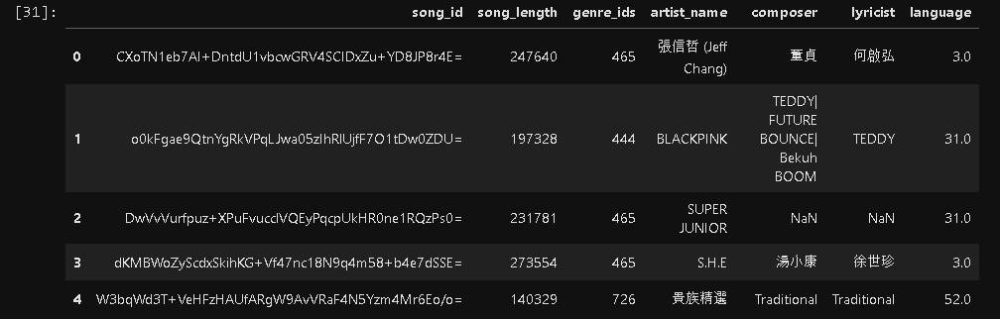 [31]:
song_id song_length genre_ids artist_name composer lyricist language
0 CXoTN1eb7AI+DntdU1vbcwGRV4SCIDxZu+YD8JP8r4E= 247640 465 張信哲 (Jeff Chang) 董貞 何啟弘 3.0
1 o0kFgae9QtnYgRkVPqLJwa05zIhRlUjfF7O1tDw0ZDU= 197328 444 BLACKPINK TEDDY| FUTURE BOUNCE| Bekuh BOOM TEDDY 31.0
2 DwVvVurfpuz+XPuFvucclVQEyPqcpUkHR0ne1RQzPs0= 231781 465 SUPER JUNIOR NaN NaN 31.0
3 dKMBWoZyScdxSkihKG+Vf47nc18N9q4m58+b4e7dSSE= 273554 465 S.H.E 湯小康 徐世珍 3.0
4 W3bqWd3T+VeHFzHAUfARgW9AvVRaF4N5Yzm4Mr6Eo/o= 140329 726 貴族精選 Traditional Traditional 52.0